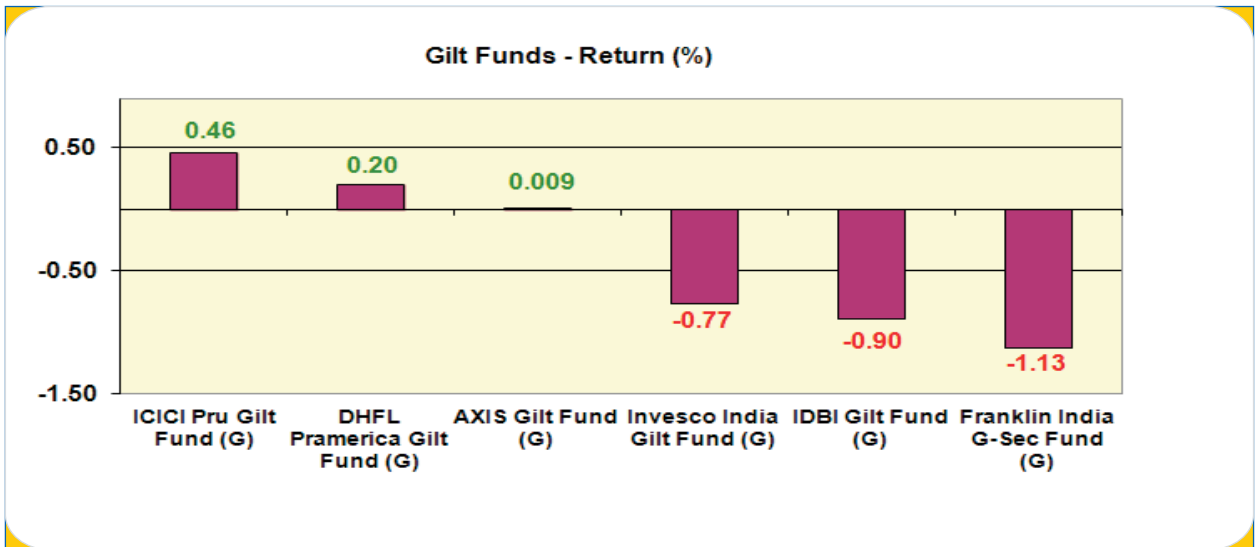 Gilt Funds - Return (%)
0.50
-0.50
-1.50
0.46
0.20
0.009
-0.77
-0.90
-1.13
ICICI Pru Gilt
Fund (G)
DHFL
Pramerica Gilt
Fund (G)
AXIS Gilt Fund
(G)
Invesco India
Gilt Fund (G)
IDBI Gilt Fund
(G)
Franklin India
G-Sec Fund
(G)